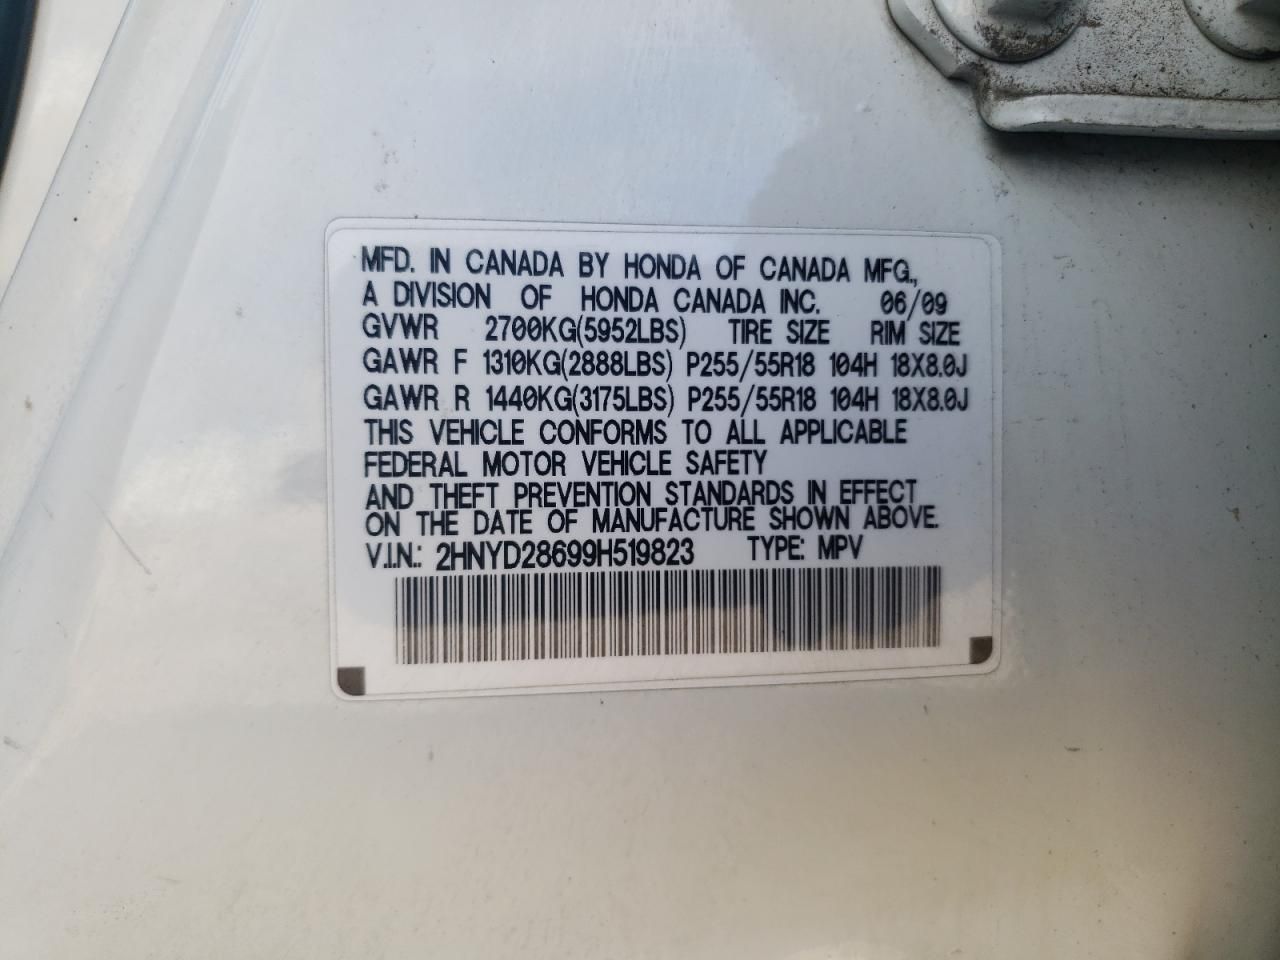 MFD. IN CANADA BY HONDA OF CANADA MFG.,
A DIVISION OF HONDA CANADA INC. 06/09
GVWR 2700KG(5952LBS) TIRE SIZE RIM SIZE
GAWR F 1310KG(2888LBS) P255/55R18 104H 18X8.0J
GAWR R 1440KG(3175LBS) P255/55R18 104H 18X8.0J
THIS VEHICLE CONFORMS TO ALL APPLICABLE
FEDERAL MOTOR VEHICLE SAFETY
AND THEFT PREVENTION STANDARDS IN EFFECT
ON THE DATE OF MANUFACTURE SHOWN ABOVE.
V.I.N.: 2HNYD28699H519823 TYPE: MPV